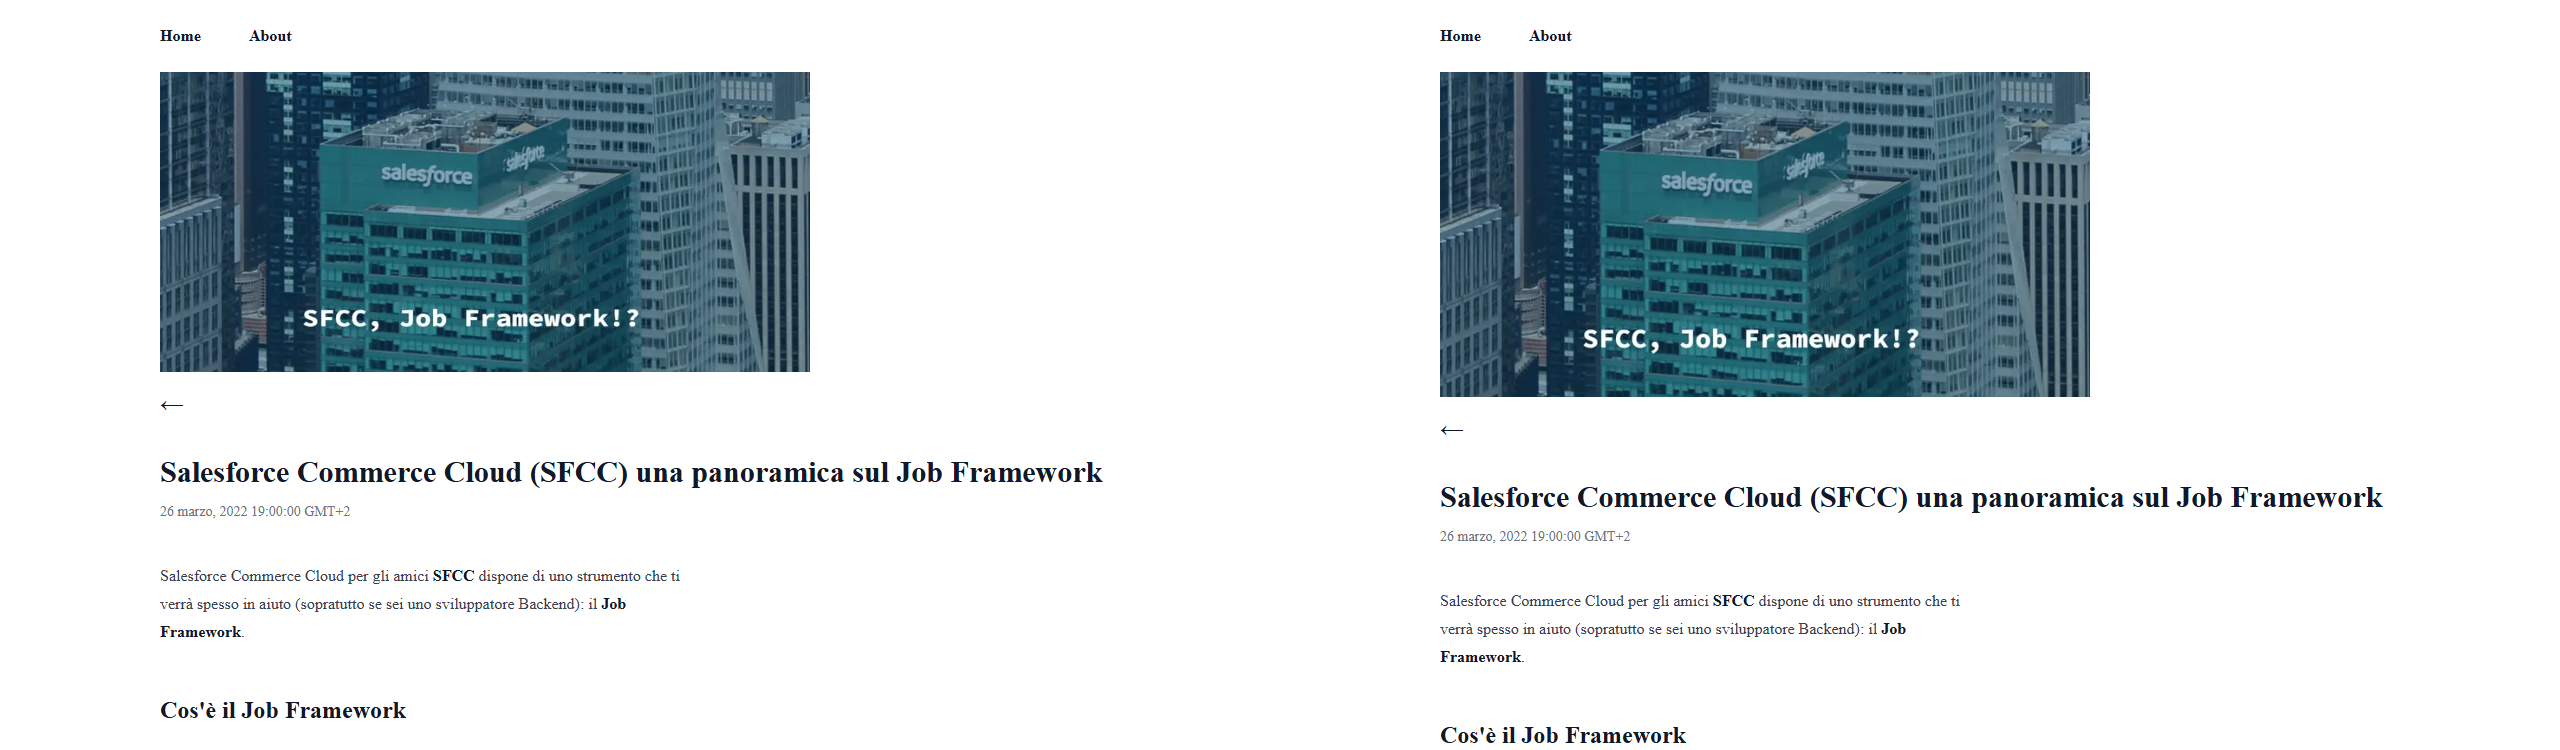 Home About
salesforce salesforce
SFCC, Job Framework!?
←
Salesforce Commerce Cloud (SFCC) una panoramica sul Job Framework
26 marzo, 2022 19:00:00 GMT+2
Salesforce Commerce Cloud per gli amici SFCC dispone di uno strumento che ti
verrà spesso in aiuto (sopratutto se sei uno sviluppatore Backend): il Job
Framework.
Cos'è il Job Framework
Home About
salesforce salesforce
SFCC, Job Framework!?
←
Salesforce Commerce Cloud (SFCC) una panoramica sul Job Framework
26 marzo, 2022 19:00:00 GMT+2
Salesforce Commerce Cloud per gli amici SFCC dispone di uno strumento che ti
verrà spesso in aiuto (sopratutto se sei uno sviluppatore Backend): il Job
Framework.
Cos'è il Job Framework